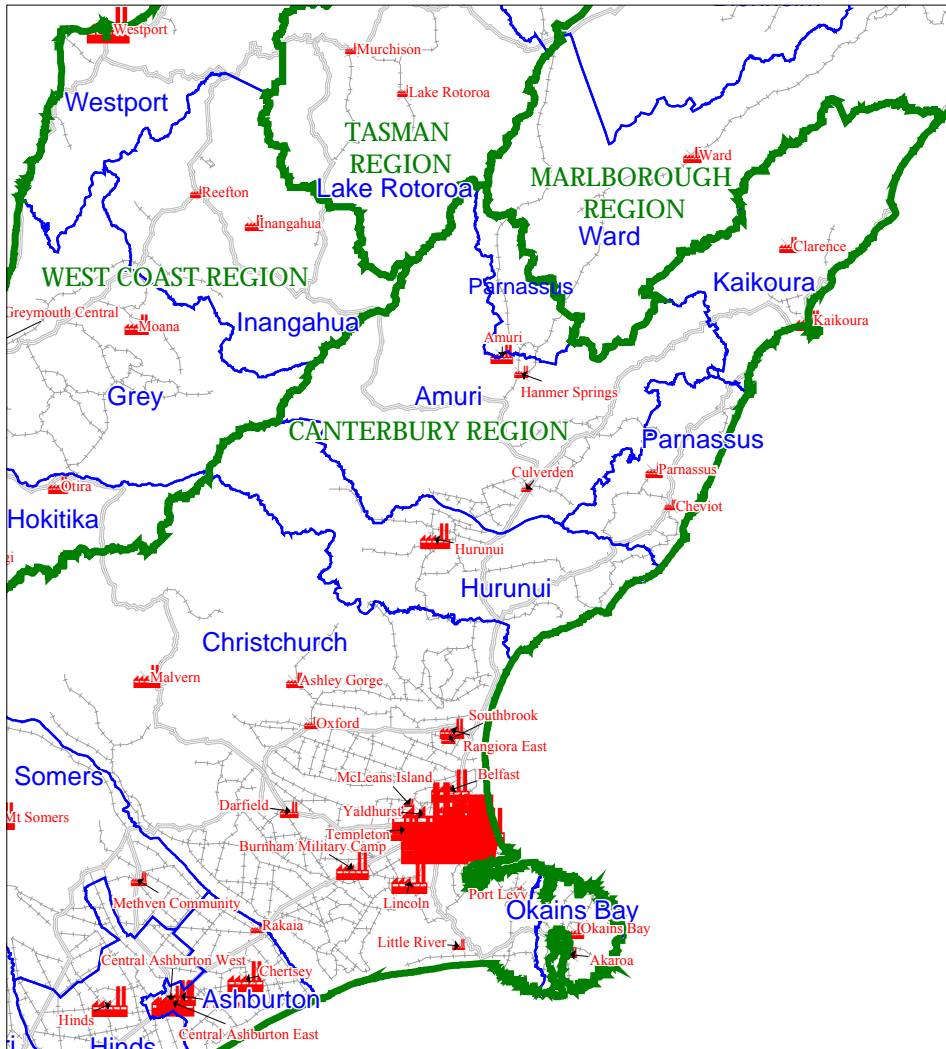 Westport
Murchison
Lake Rotoroa
Westport
TASMAN
REGION
Lake Rotoroa
Ward
MARLBOROUGH
REGION
Ward
Reefton
Inangahua
Clarence
WEST COAST REGION
Parnassus
Kaikoura
Greymouth Central
Moana
Inangahua
Kaikoura
Amuri
Hanmer Springs
Grey
Amuri
CANTERBURY REGION
Parnassus
Culverden
Parnassus
Otira
Cheviot
Hokitika
Hurunui
gi
Hurunui
Christchurch
Malvern
Ashley Gorge
Oxford
Southbrook
Rangiora East
Somers
McLeans Island
Belfast
Darfield
Yaldhurst
Mt Somers
Templeton
Burnham Military Camp
Methven Community
Lincoln
Port Levy
Okains Bay
Rakaia
Okains Bay
Little River
Akaroa
Central Ashburton West
Chertsey
Ashburton
Hinds
Central Ashburton East
Hinds